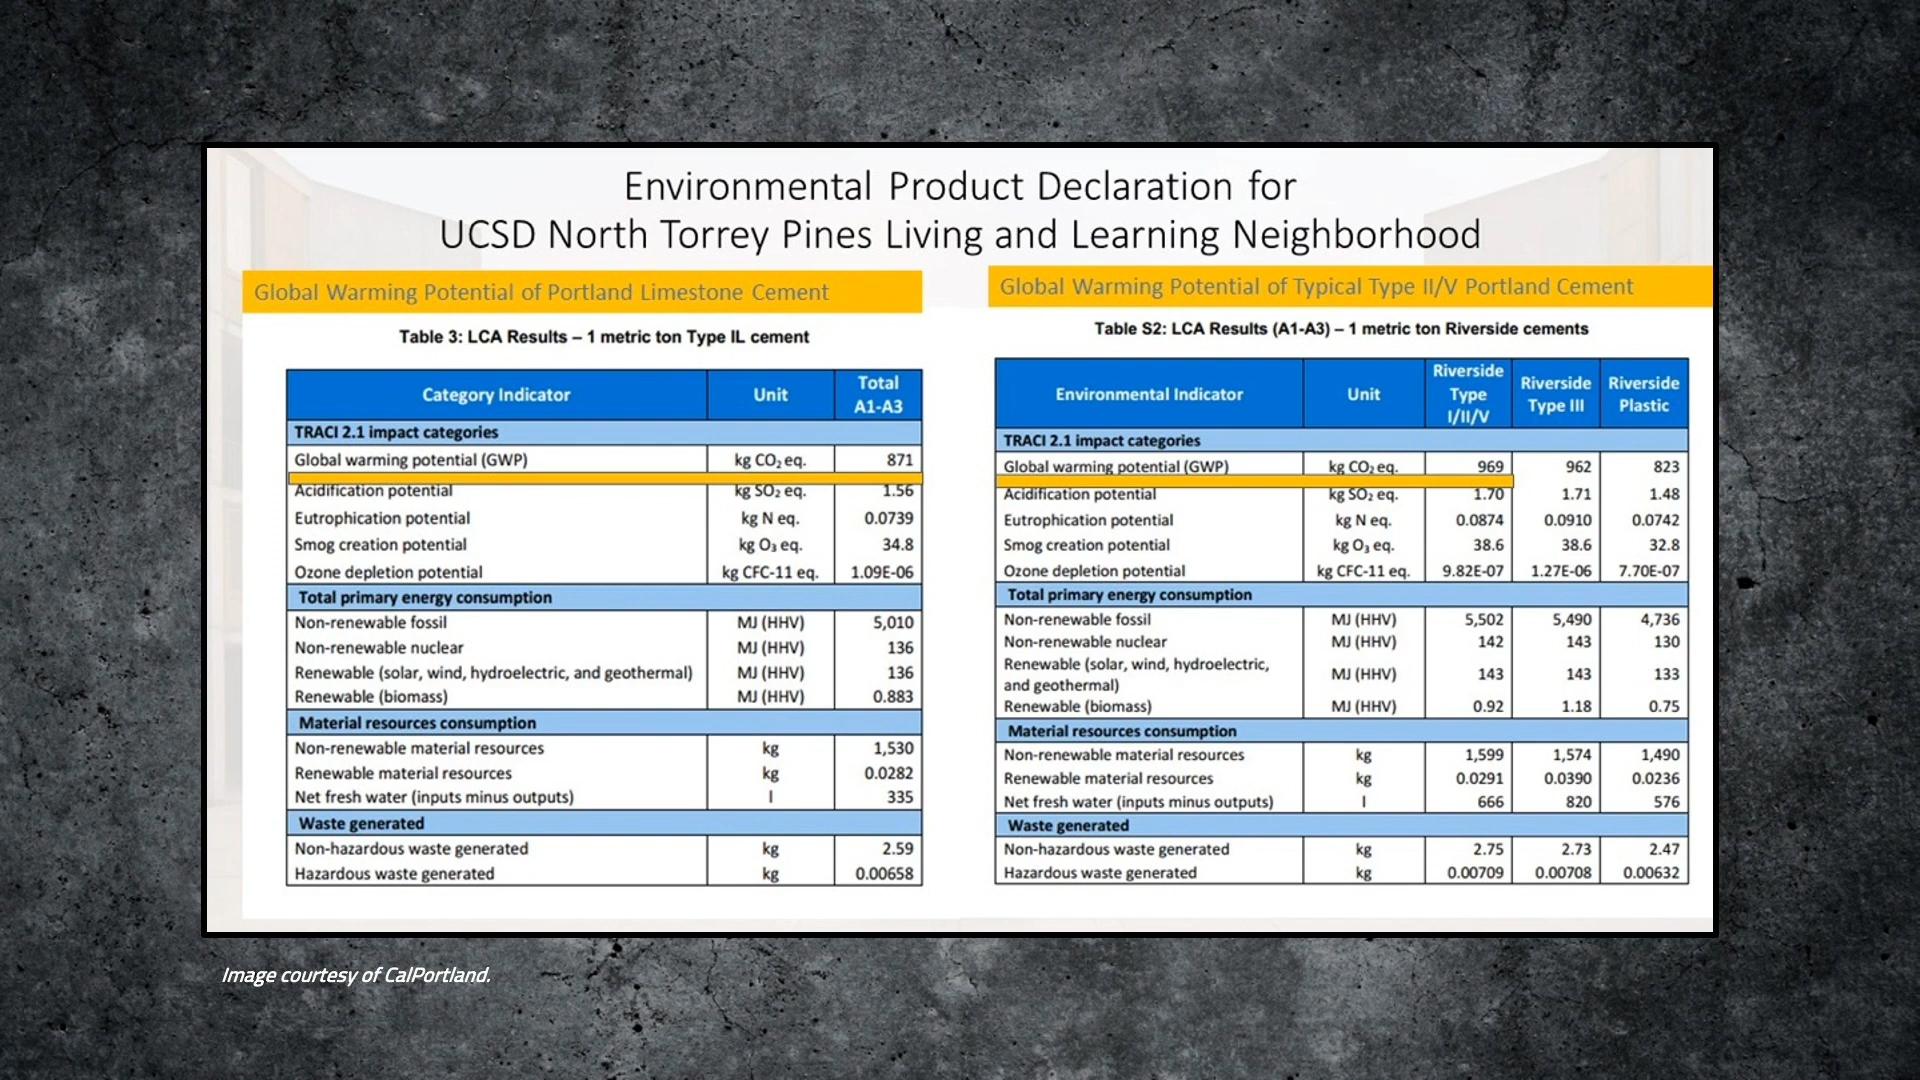 Environmental Product Declaration for
UCSD North Torrey Pines Living and Learning Neighborhood
Global Warming Potential of Portland Limestone Cement
Table 3: LCA Results – 1 metric ton Type IL cement
Category Indicator Unit Total A1-A3
TRACI 2.1 impact categories
Global warming potential (GWP) kg CO₂ eq. 871
Acidification potential kg SO₂ eq. 1.56
Eutrophication potential kg N eq. 0.0739
Smog creation potential kg O₃ eq. 34.8
Ozone depletion potential kg CFC-11 eq. 1.09E-06
Total primary energy consumption
Non-renewable fossil MJ (HHV) 5,010
Non-renewable nuclear MJ (HHV) 136
Renewable (solar, wind, hydroelectric, and geothermal) MJ (HHV) 136
Renewable (biomass) MJ (HHV) 0.883
Material resources consumption
Non-renewable material resources kg 1,530
Renewable material resources kg 0.0282
Net fresh water (inputs minus outputs) l 335
Waste generated
Non-hazardous waste generated kg 2.59
Hazardous waste generated kg 0.00658
Global Warming Potential of Typical Type II/V Portland Cement
Table S2: LCA Results (A1-A3) – 1 metric ton Riverside cements
Environmental Indicator Unit Riverside Type I/II/V Riverside Type III Riverside Plastic
TRACI 2.1 impact categories
Global warming potential (GWP) kg CO₂ eq. 969 962 823
Acidification potential kg SO₂ eq. 1.70 1.71 1.48
Eutrophication potential kg N eq. 0.0874 0.0910 0.0742
Smog creation potential kg O₃ eq. 38.6 38.6 32.8
Ozone depletion potential kg CFC-11 eq. 9.82E-07 1.27E-06 7.70E-07
Total primary energy consumption
Non-renewable fossil MJ (HHV) 5,502 5,490 4,736
Non-renewable nuclear MJ (HHV) 142 143 130
Renewable (solar, wind, hydroelectric,
and geothermal) MJ (HHV) 143 143 133
Renewable (biomass) MJ (HHV) 0.92 1.18 0.75
Material resources consumption
Non-renewable material resources kg 1,599 1,574 1,490
Renewable material resources kg 0.0291 0.0390 0.0236
Net fresh water (inputs minus outputs) l 666 820 576
Waste generated
Non-hazardous waste generated kg 2.75 2.73 2.47
Hazardous waste generated kg 0.00709 0.00708 0.00632
Image courtesy of CalPortland.